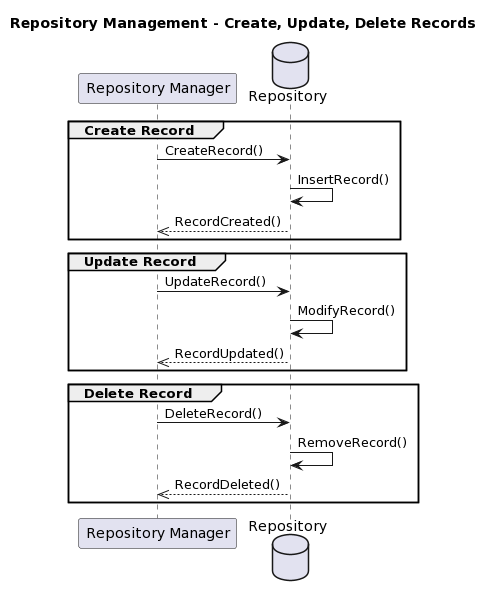 Repository Management - Create, Update, Delete Records
Repository Manager
Repository
Create Record
CreateRecord()
InsertRecord()
RecordCreated()
Update Record
UpdateRecord()
ModifyRecord()
RecordUpdated()
Delete Record
DeleteRecord()
RemoveRecord()
RecordDeleted()
Repository Manager
Repository